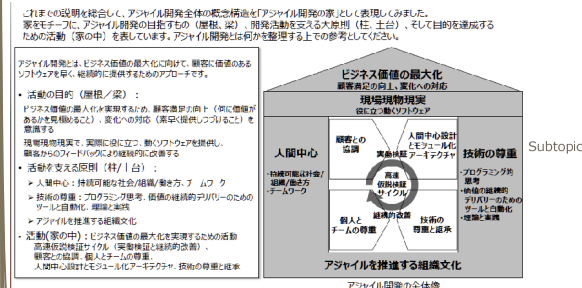 これまでの説明を総合して、アジャイル開発全体の概念構造を「アジャイル開発の家」として表現してみました。
家をモチーフに、アジャイル開発の目指すもの（屋根、梁）、開発活動を支える大原則（柱、土台）、そして目的を達成する
ための活動（家の中）を表しています。アジャイル開発とは何かを整理する上での参考としてください。
アジャイル開発とは、ビジネス価値の最大化に向けて、顧客に価値のある
ソフトウェアを早く、継続的に提供するためのアプローチです。
• 活動の目的（屋根／梁）：
ビジネス価値の最大化を実現するため、顧客満足の向上（何に価値が
あるかを見極めること）、変化への対応（素早く提供しつづけること）を
意識する
現場現物現実で、実際に役に立つ、動くソフトウェアを提供し、
顧客からのフィードバックにより継続的に改善する
• 活動を支える原則（柱／土台）：
➢ 人間中心：持続可能な社会/組織/働き方、チームワーク
➢ 技術の尊重：プログラミング思考、価値の継続的デリバリーのための
ツールと自動化、理論と実践
➢ アジャイルを推進する組織文化
• 活動(家の中)：ビジネス価値の最大化を実現するための活動
高速仮説検証サイクル（実働検証と継続的改善）、
顧客との協調、個人とチームの尊重、
人間中心設計とモジュール化アーキテクチャ、技術の尊重と継承
ビジネス価値の最大化
顧客満足の向上、変化への対応
現場現物現実
役に立つ動くソフトウェア
人間中心
・持続可能な社会/
組織/働き方
・チームワーク
顧客との
協調
実働検証
人間中心設計
とモジュール化
アーキテクチャ
高速
仮説検証
サイクル
個人と
チームの尊重
継続的改善
技術の
尊重と継承
技術の尊重
・プログラミング的
思考
・価値の継続的
デリバリーのための
ツールと自動化
・理論と実践
アジャイルを推進する組織文化
アジャイル開発の全体像
Subtopic